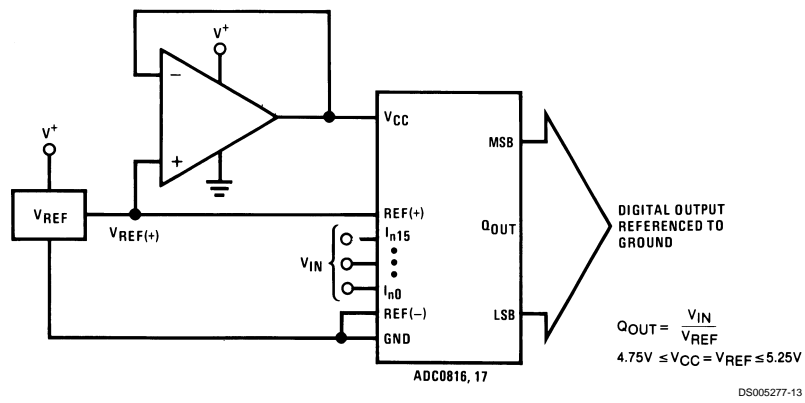 V+
−
+
V+
VREF
VREF(+)
VCC
REF(+)
In15
VIN
In0
REF(−)
GND
MSB
QOUT
LSB
ADC0816, 17
DIGITAL OUTPUT
REFERENCED TO
GROUND
QOUT = VIN / VREF
4.75V ≤ VCC = VREF ≤ 5.25V
DS005277-13